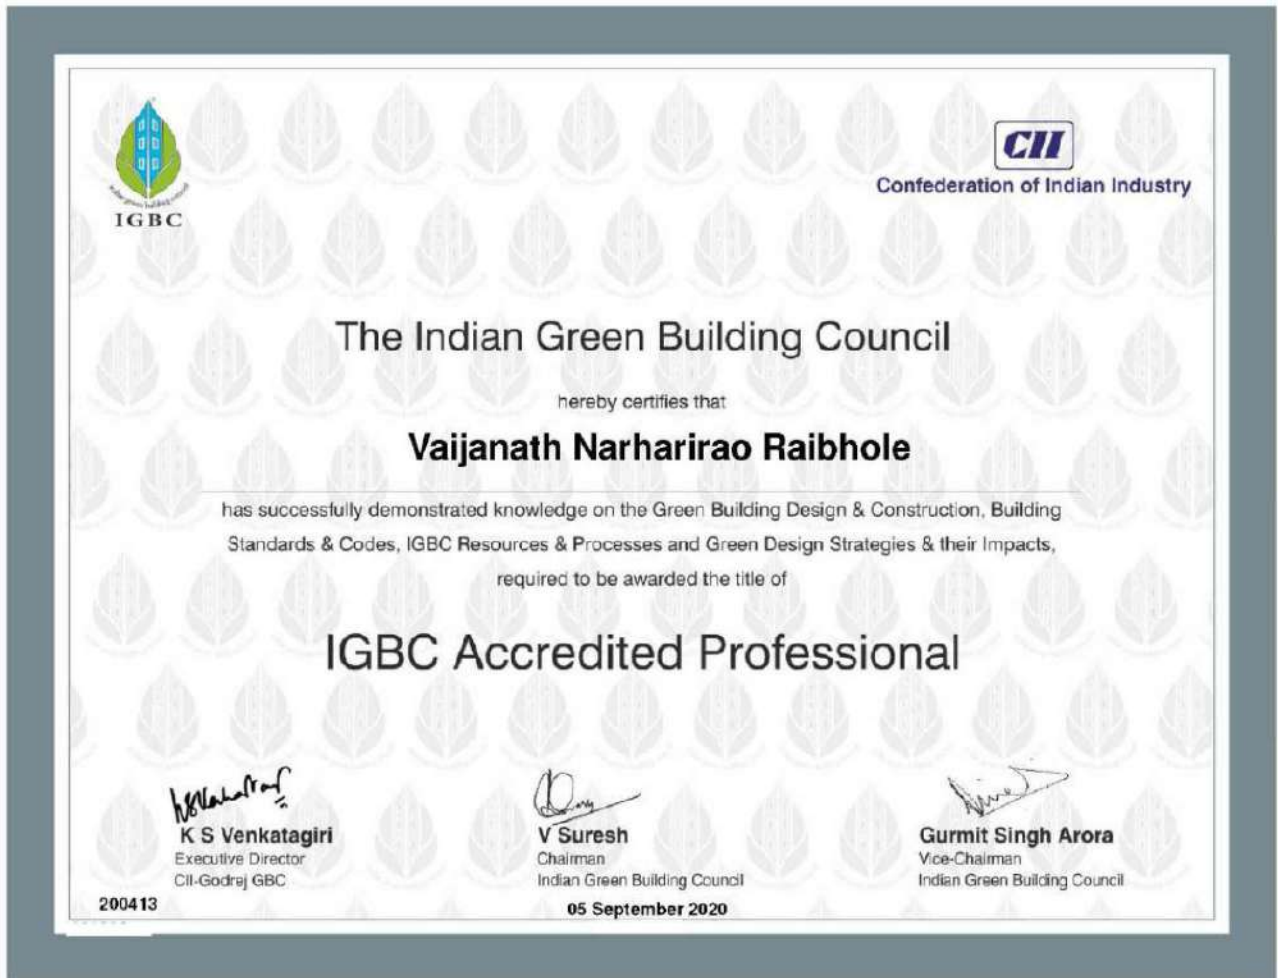 IGBC
CII
Confederation of Indian Industry
The Indian Green Building Council
hereby certifies that
Vaijanath Narharirao Raibhole
has successfully demonstrated knowledge on the Green Building Design & Construction, Building
Standards & Codes, IGBC Resources & Processes and Green Design Strategies & their Impacts,
required to be awarded the title of
IGBC Accredited Professional
K S Venkatagiri
Executive Director
CII-Godrej GBC
V Suresh
Chairman
Indian Green Building Council
Gurmit Singh Arora
Vice-Chairman
Indian Green Building Council
200413
05 September 2020